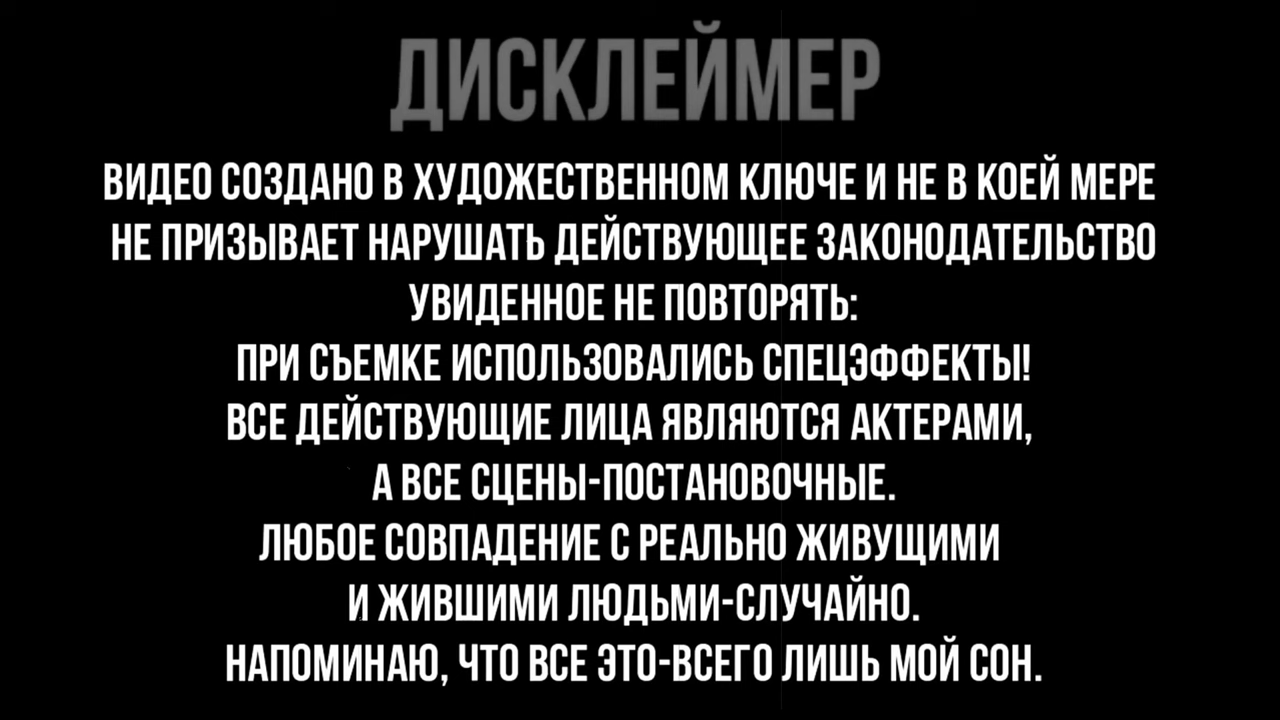 ДИСКЛЕЙМЕР
ВИДЕО СОЗДАНО В ХУДОЖЕСТВЕННОМ КЛЮЧЕ И НЕ В КОЕЙ МЕРЕ
НЕ ПРИЗЫВАЕТ НАРУШАТЬ ДЕЙСТВУЮЩЕЕ ЗАКОНОДАТЕЛЬСТВО
УВИДЕННОЕ НЕ ПОВТОРЯТЬ:
ПРИ СЪЕМКЕ ИСПОЛЬЗОВАЛИСЬ СПЕЦЭФФЕКТЫ!
ВСЕ ДЕЙСТВУЮЩИЕ ЛИЦА ЯВЛЯЮТСЯ АКТЕРАМИ,
А ВСЕ СЦЕНЫ-ПОСТАНОВОЧНЫЕ.
ЛЮБОЕ СОВПАДЕНИЕ С РЕАЛЬНО ЖИВУЩИМИ
И ЖИВШИМИ ЛЮДЬМИ-СЛУЧАЙНО.
НАПОМИНАЮ, ЧТО ВСЕ ЭТО-ВСЕГО ЛИШЬ МОЙ СОН.